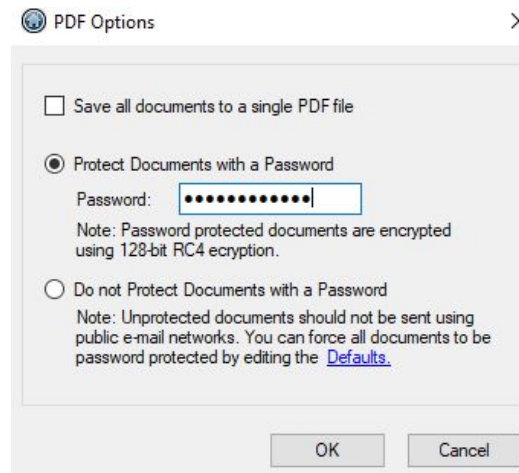 PDF Options
Save all documents to a single PDF file
Protect Documents with a Password
Password: ••••••••••••
Note: Password protected documents are encrypted
using 128-bit RC4 ecryption.
Do not Protect Documents with a Password
Note: Unprotected documents should not be sent using
public e-mail networks. You can force all documents to be
password protected by editing the Defaults.
OK Cancel